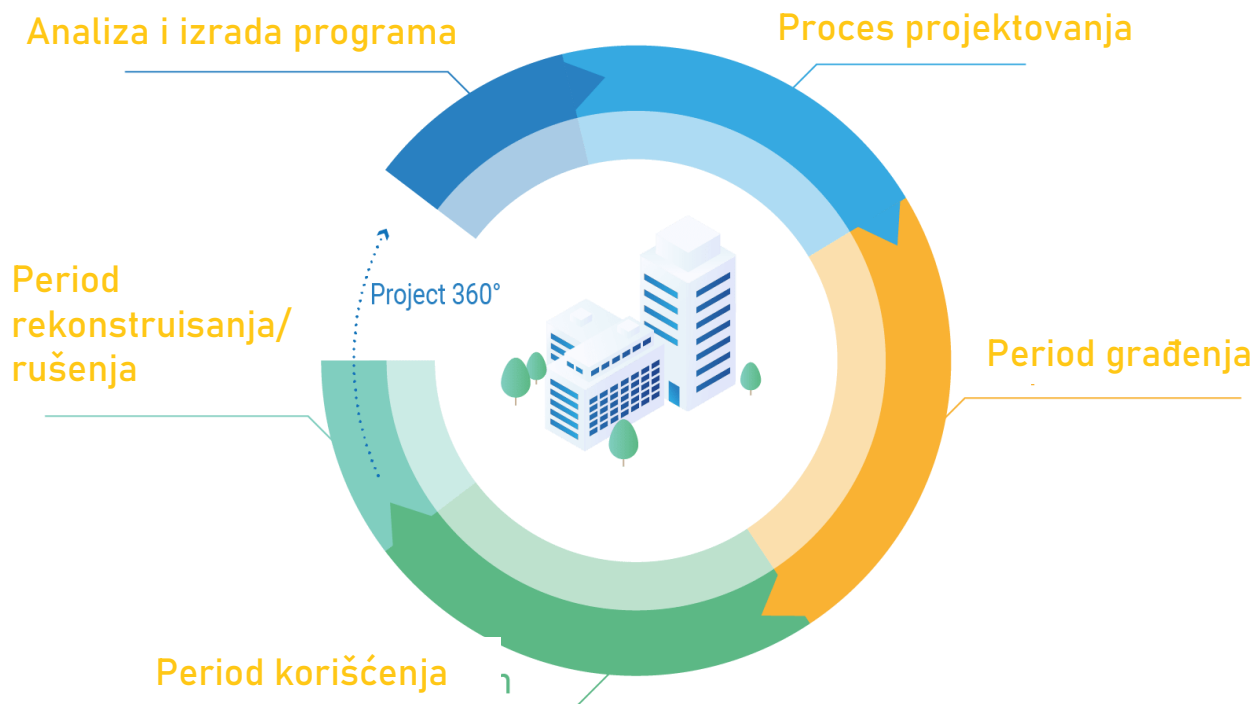 Analiza i izrada programa
Proces projektovanja
Period
rekonstruisanja/
rušenja
Project 360°
Period građenja
Period korišćenja